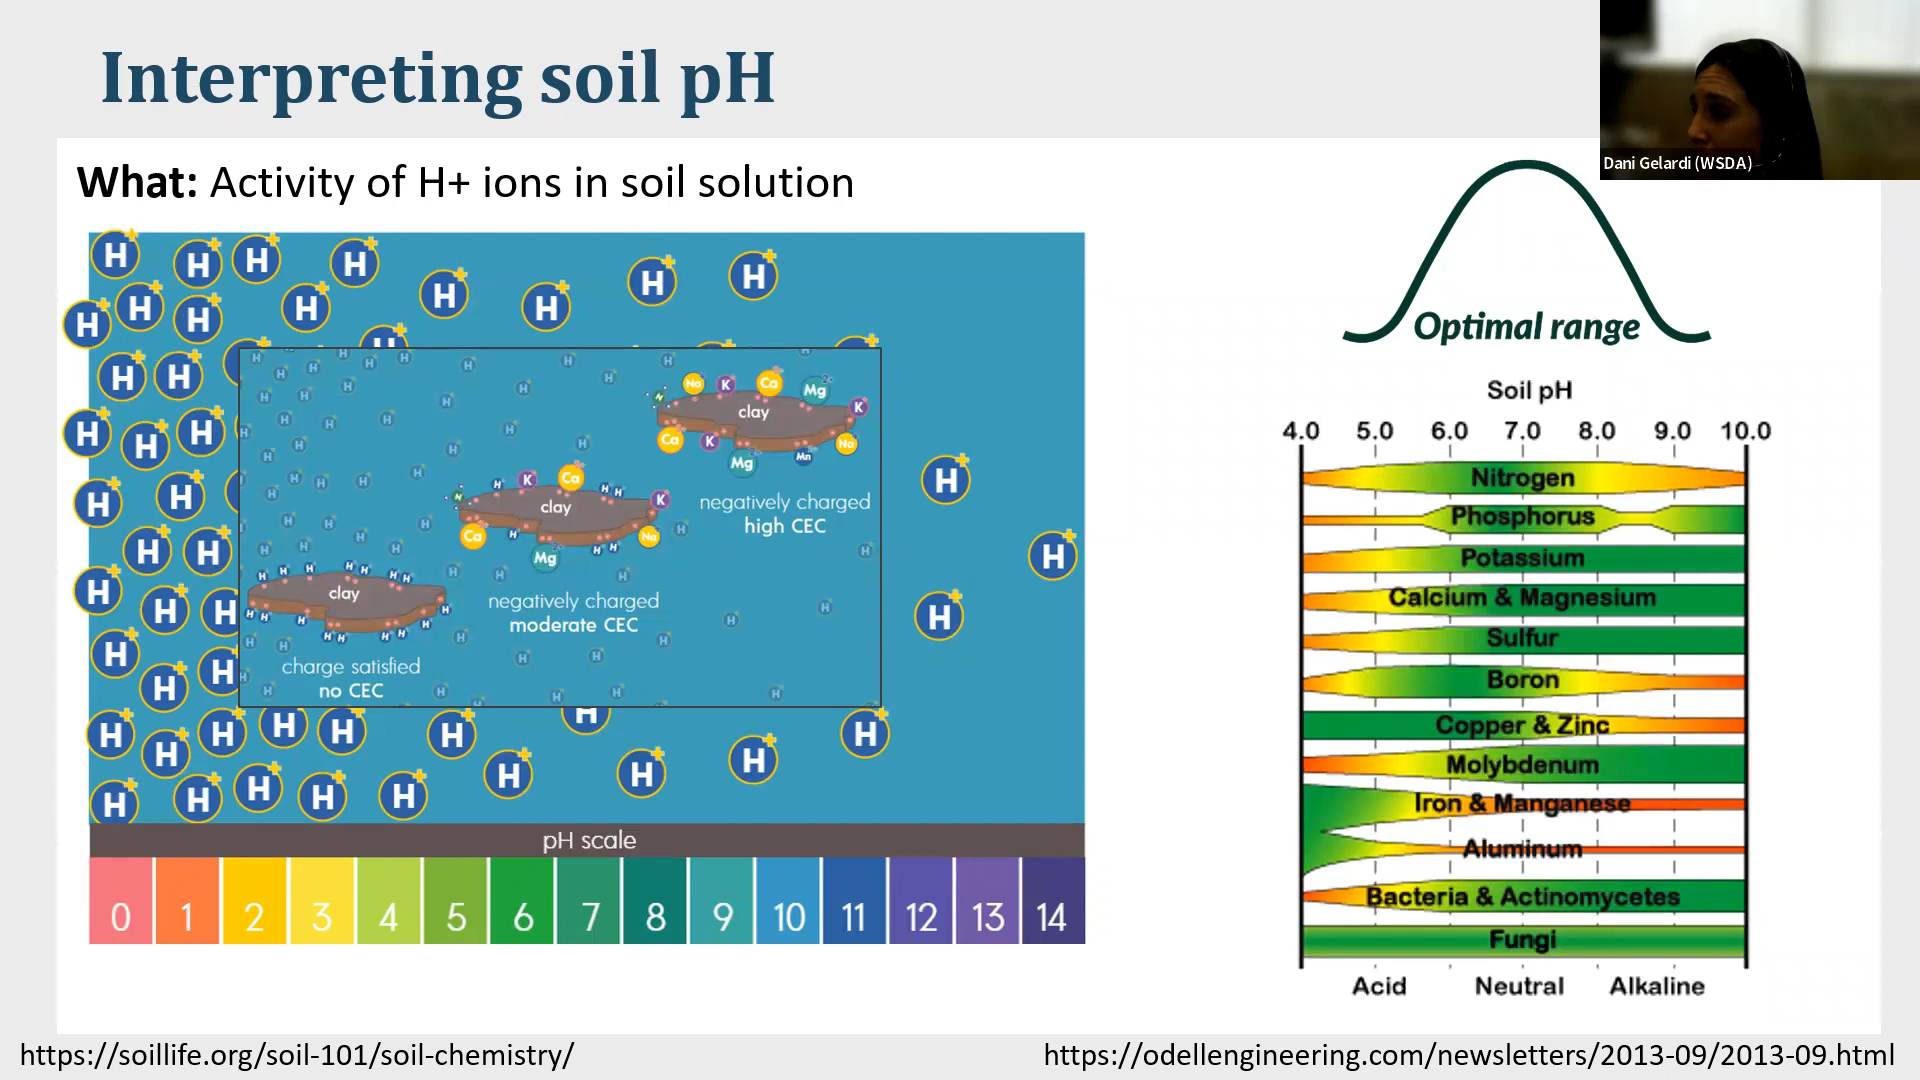 Interpreting soil pH
Dani Gelardi (WSDA)
What: Activity of H+ ions in soil solution
Na K Ca Mg K
clay
Ca K Mg Mn Na
negatively charged
high CEC
K Ca K
clay
Ca Mg Na
negatively charged
moderate CEC
clay
charge satisfied
no CEC
pH scale
0 1 2 3 4 5 6 7 8 9 10 11 12 13 14
Optimal range
Soil pH
4.0 5.0 6.0 7.0 8.0 9.0 10.0
Nitrogen
Phosphorus
Potassium
Calcium & Magnesium
Sulfur
Boron
Copper & Zinc
Molybdenum
Iron & Manganese
Aluminum
Bacteria & Actinomycetes
Fungi
Acid Neutral Alkaline
https://soillife.org/soil-101/soil-chemistry/
https://odellengineering.com/newsletters/2013-09/2013-09.html